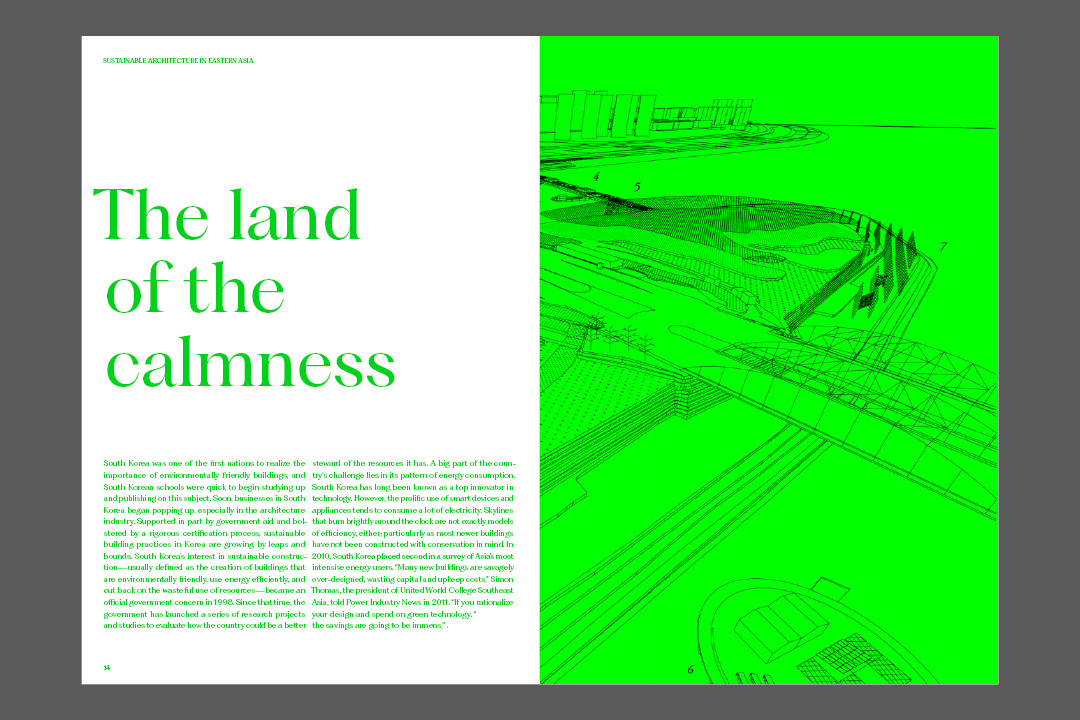 SUSTAINABLE ARCHITECTURE IN EASTERN ASIA
The land
of the
calmness
South Korea was one of the first nations to realize the
importance of environmentally friendly buildings, and
South Korean schools were quick to begin studying up
and publishing on this subject, Soon, businesses in South
Korea began popping up, especially in the architecture
industry. Supported in part by government aid and bol-
stered by a rigorous certification process, sustainable
building practices in Korea are growing by leaps and
bounds. South Korea's interest in sustainable construc-
tion—usually defined as the creation of buildings that
are environmentally friendly, use energy efficiently, and
cut back on the wasteful use of resources—became an
official government concern in 1998. Since that time, the
government has launched a series of research projects
and studies to evaluate how the country could be a better
steward of the resources it has. A big part of the coun-
try's challenge lies in its pattern of energy consumption.
South Korea has long been known as a top innovator in
technology. However, the prolific use of smart devices and
appliances tends to consume a lot of electricity. Skylines
that burn brightly around the clock are not exactly models
of efficiency, either; particularly as most newer buildings
have not been constructed with conservation in mind. In
2010, South Korea placed second in a survey of Asia's most
intensive energy users. "Many new buildings are savagely
over-designed, wasting capital and upkeep costs," Simon
Thomas, the president of United World College Southeast
Asia, told Power Industry News in 2011. "If you rationalize
your design and spend on green technology."
the savings are going to be immens,".
14
4
5
7
6